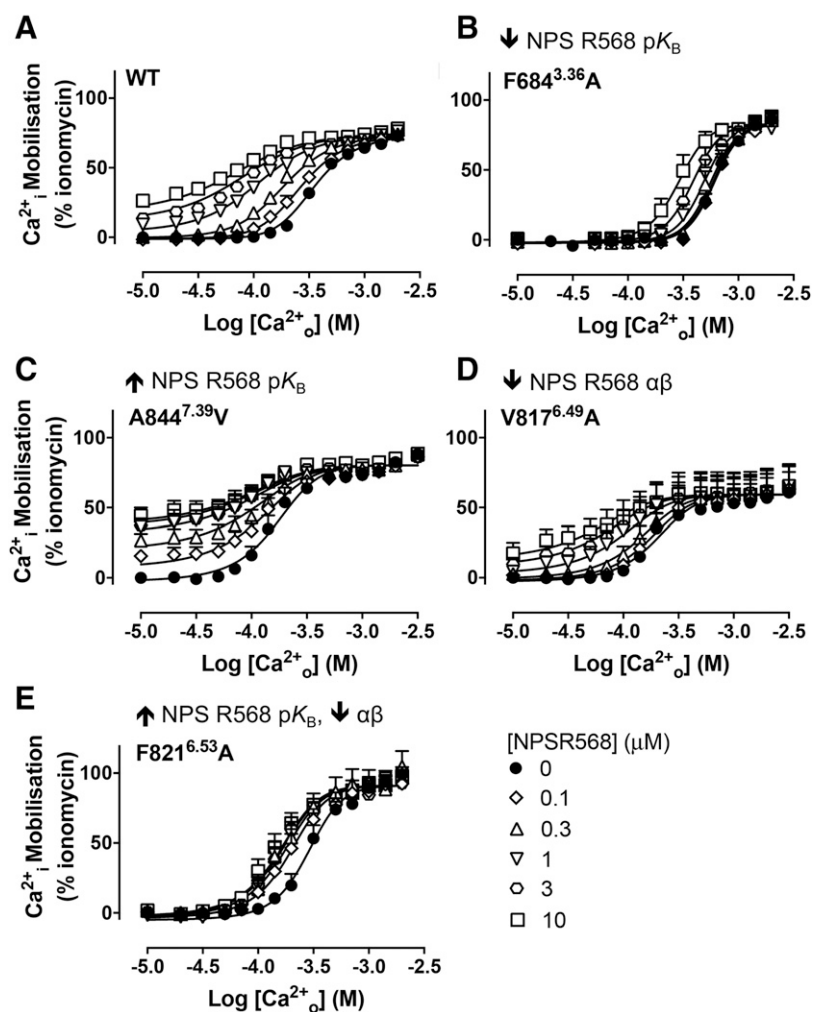 A
WT
Ca²⁺ᵢ Mobilisation
(% ionomycin)
100
50
0
-5.0 -4.5 -4.0 -3.5 -3.0 -2.5
Log [Ca²⁺ₒ] (M)
B
↓ NPS R568 pK_B
F684³·³⁶A
100
50
0
-5.0 -4.5 -4.0 -3.5 -3.0 -2.5
Log [Ca²⁺ₒ] (M)
C
↑ NPS R568 pK_B
A844⁷·³⁹V
Ca²⁺ᵢ Mobilisation
(% ionomycin)
100
50
0
-5.0 -4.5 -4.0 -3.5 -3.0 -2.5
Log [Ca²⁺ₒ] (M)
D
↓ NPS R568 αβ
V817⁶·⁴⁹A
100
50
0
-5.0 -4.5 -4.0 -3.5 -3.0 -2.5
Log [Ca²⁺ₒ] (M)
E
↑ NPS R568 pK_B, ↓ αβ
F821⁶·⁵³A
Ca²⁺ᵢ Mobilisation
(% ionomycin)
100
50
0
-5.0 -4.5 -4.0 -3.5 -3.0 -2.5
Log [Ca²⁺ₒ] (M)
[NPSR568] (μM)
0
0.1
0.3
1
3
10